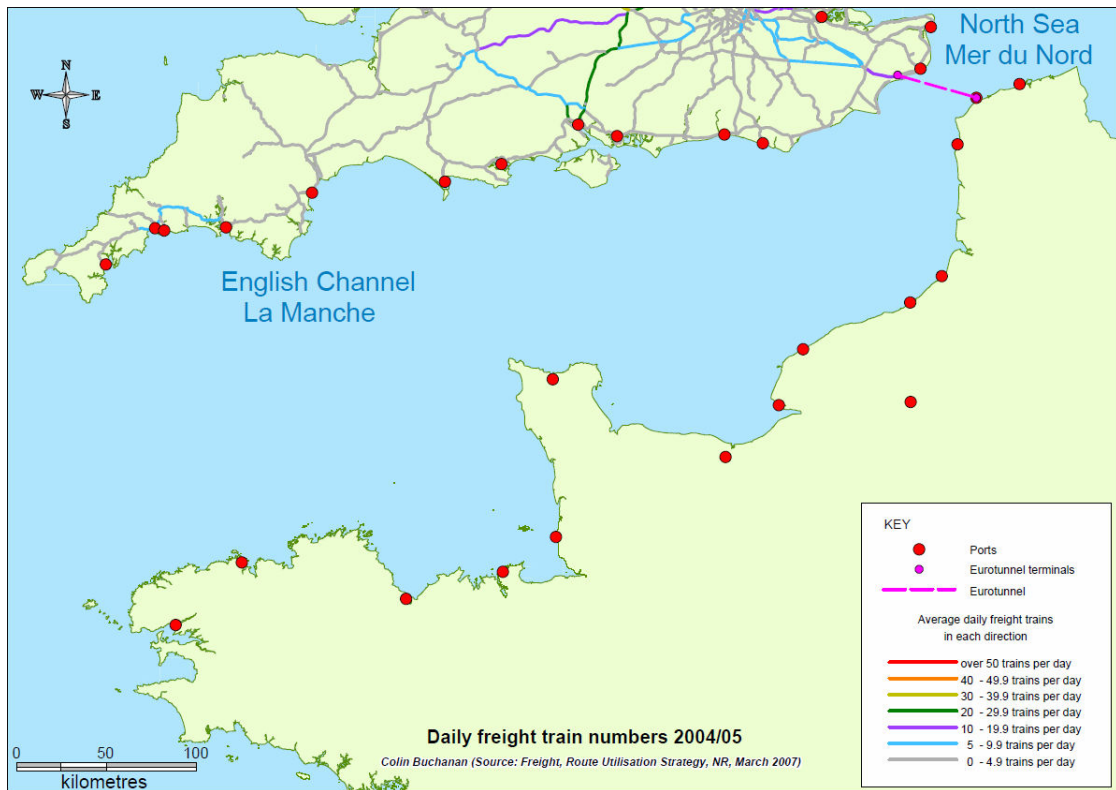 North Sea
Mer du Nord
N
W E
S
English Channel
La Manche
KEY
Ports
Eurotunnel terminals
Eurotunnel
Average daily freight trains
in each direction
over 50 trains per day
40 - 49.9 trains per day
30 - 39.9 trains per day
20 - 29.9 trains per day
10 - 19.9 trains per day
5 - 9.9 trains per day
0 - 4.9 trains per day
Daily freight train numbers 2004/05
Colin Buchanan (Source: Freight, Route Utilisation Strategy, NR, March 2007)
0 50 100
kilometres